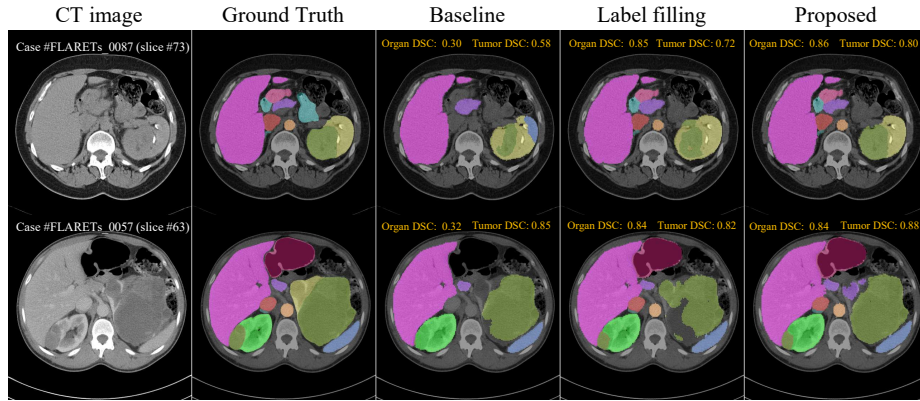 CT image Ground Truth Baseline Label filling Proposed
Case #FLARETs_0087 (slice #73) Organ DSC: 0.30 Tumor DSC: 0.58 Organ DSC: 0.85 Tumor DSC: 0.72 Organ DSC: 0.86 Tumor DSC: 0.80
Case #FLARETs_0057 (slice #63) Organ DSC: 0.32 Tumor DSC: 0.85 Organ DSC: 0.84 Tumor DSC: 0.82 Organ DSC: 0.84 Tumor DSC: 0.88